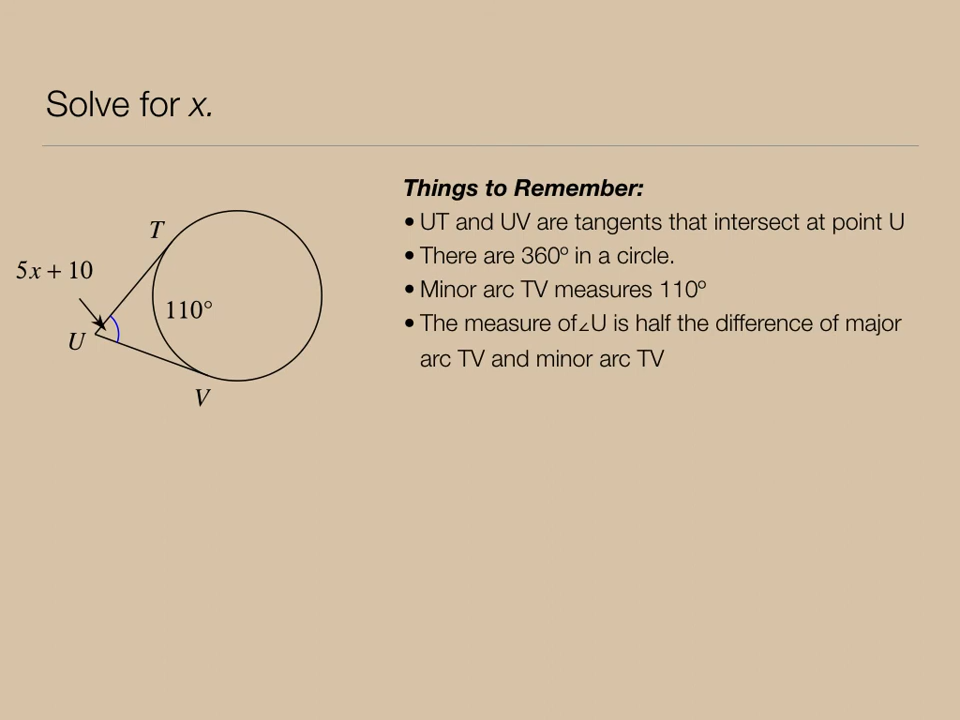 Solve for x.
Things to Remember:
• UT and UV are tangents that intersect at point U
• There are 360º in a circle.
• Minor arc TV measures 110º
• The measure of∠U is half the difference of major
arc TV and minor arc TV
T
5x + 10
110°
U
V